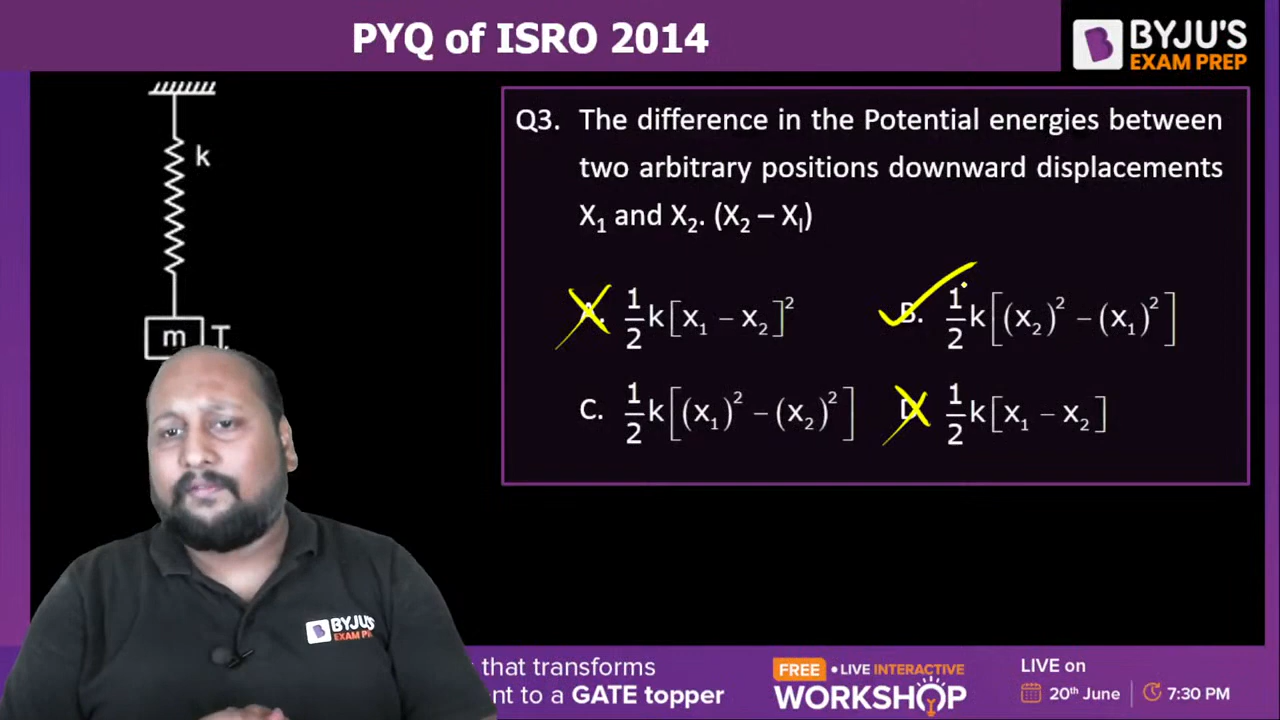 PYQ of ISRO 2014
BYJU'S
EXAM PREP
k
m
Q3. The difference in the Potential energies between
two arbitrary positions downward displacements
X₁ and X₂. (X₂ – Xₗ)
A. 1/2 k[x₁ − x₂]²
B. 1/2 k[(x₂)² − (x₁)²]
C. 1/2 k[(x₁)² − (x₂)²]
D. 1/2 k[x₁ − x₂]
BYJU'S
EXAM PREP
that transforms
to a GATE topper
FREE • LIVE INTERACTIVE
WORKSHOP
LIVE on
20th June | 7:30 PM